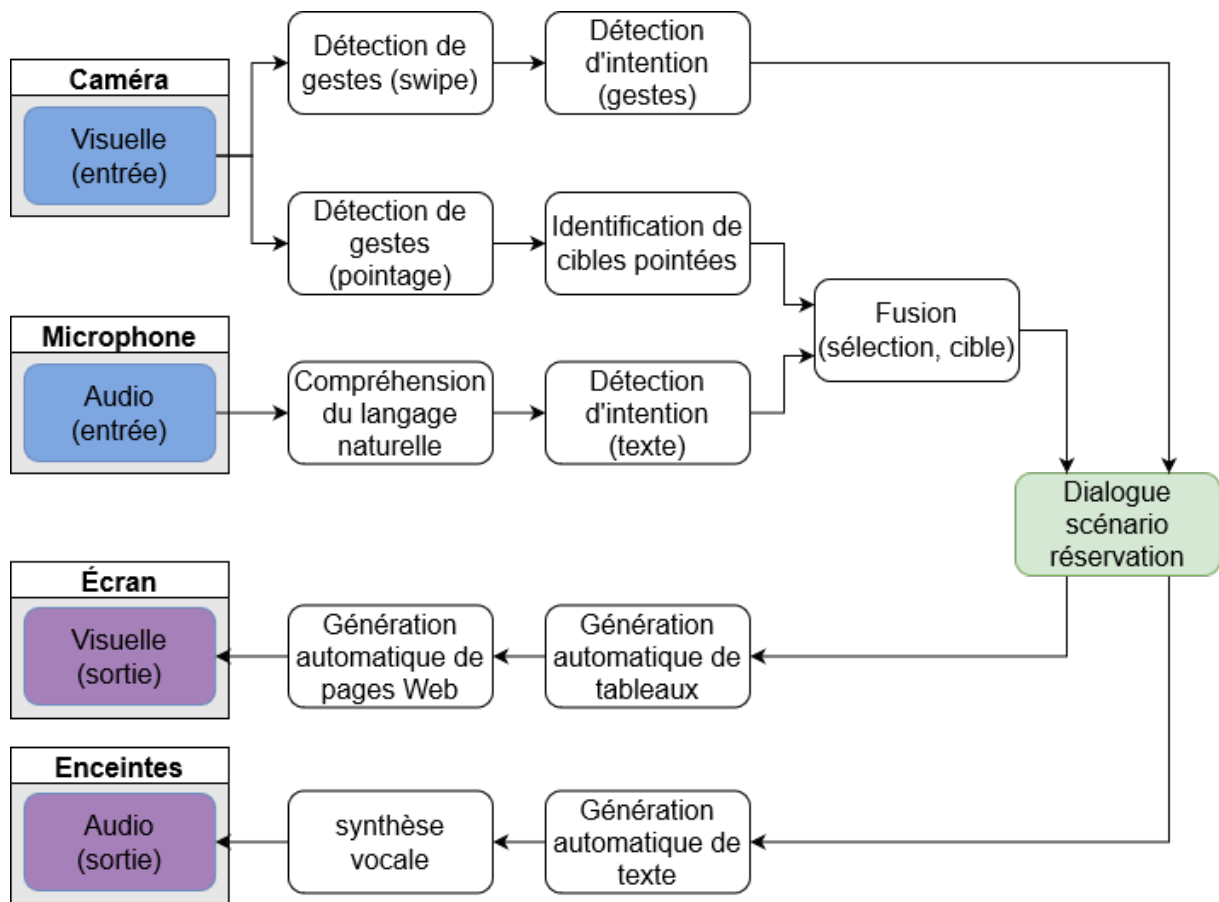 Détection de
gestes (swipe)
Détection
d'intention
(gestes)
Caméra
Visuelle
(entrée)
Détection de
gestes
(pointage)
Identification de
cibles pointées
Fusion
(sélection, cible)
Microphone
Audio
(entrée)
Compréhension
du langage
naturelle
Détection
d'intention
(texte)
Dialogue
scénario
réservation
Écran
Visuelle
(sortie)
Génération
automatique de
pages Web
Génération
automatique de
tableaux
Enceintes
Audio
(sortie)
synthèse
vocale
Génération
automatique de
texte